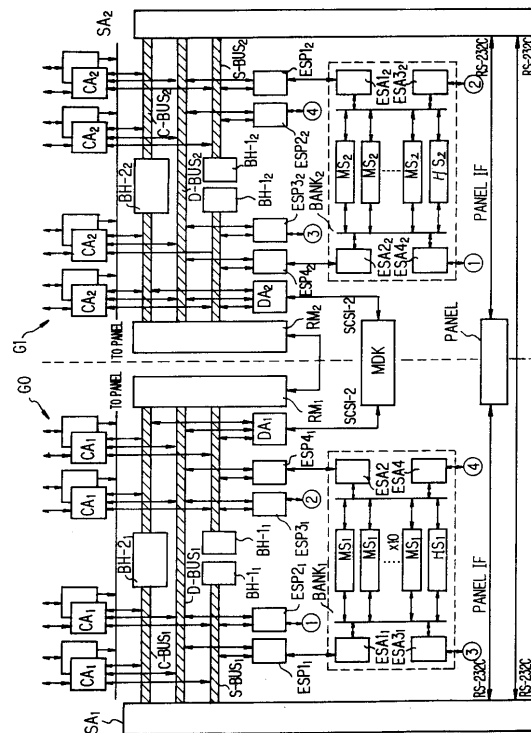 G0
G1
SA1
SA2
CA1
CA1
CA1
CA1
CA2
CA2
CA2
CA2
TO PANEL
TO PANEL
BH-21
BH-22
C-BUS1
C-BUS2
D-BUS1
D-BUS2
S-BUS1
S-BUS2
BH-11
BH-11
BH-12
BH-12
RM1
RM2
DA1
DA2
ESP11
ESP21
ESP31
ESP41
ESP42
ESP32
ESP22
ESP12
①
②
③
④
BANK1
BANK2
SCSI-2
SCSI-2
MDK
ESA11
ESA31
ESA2
ESA4
MS1
MS1
×10
MS1
HS1
③
④
ESA22
ESA42
ESA12
ESA32
MS2
MS2
MS2
HS2
①
②
PANEL IF
PANEL IF
PANEL
RS-232C
RS-232C
RS-232C
RS-232C